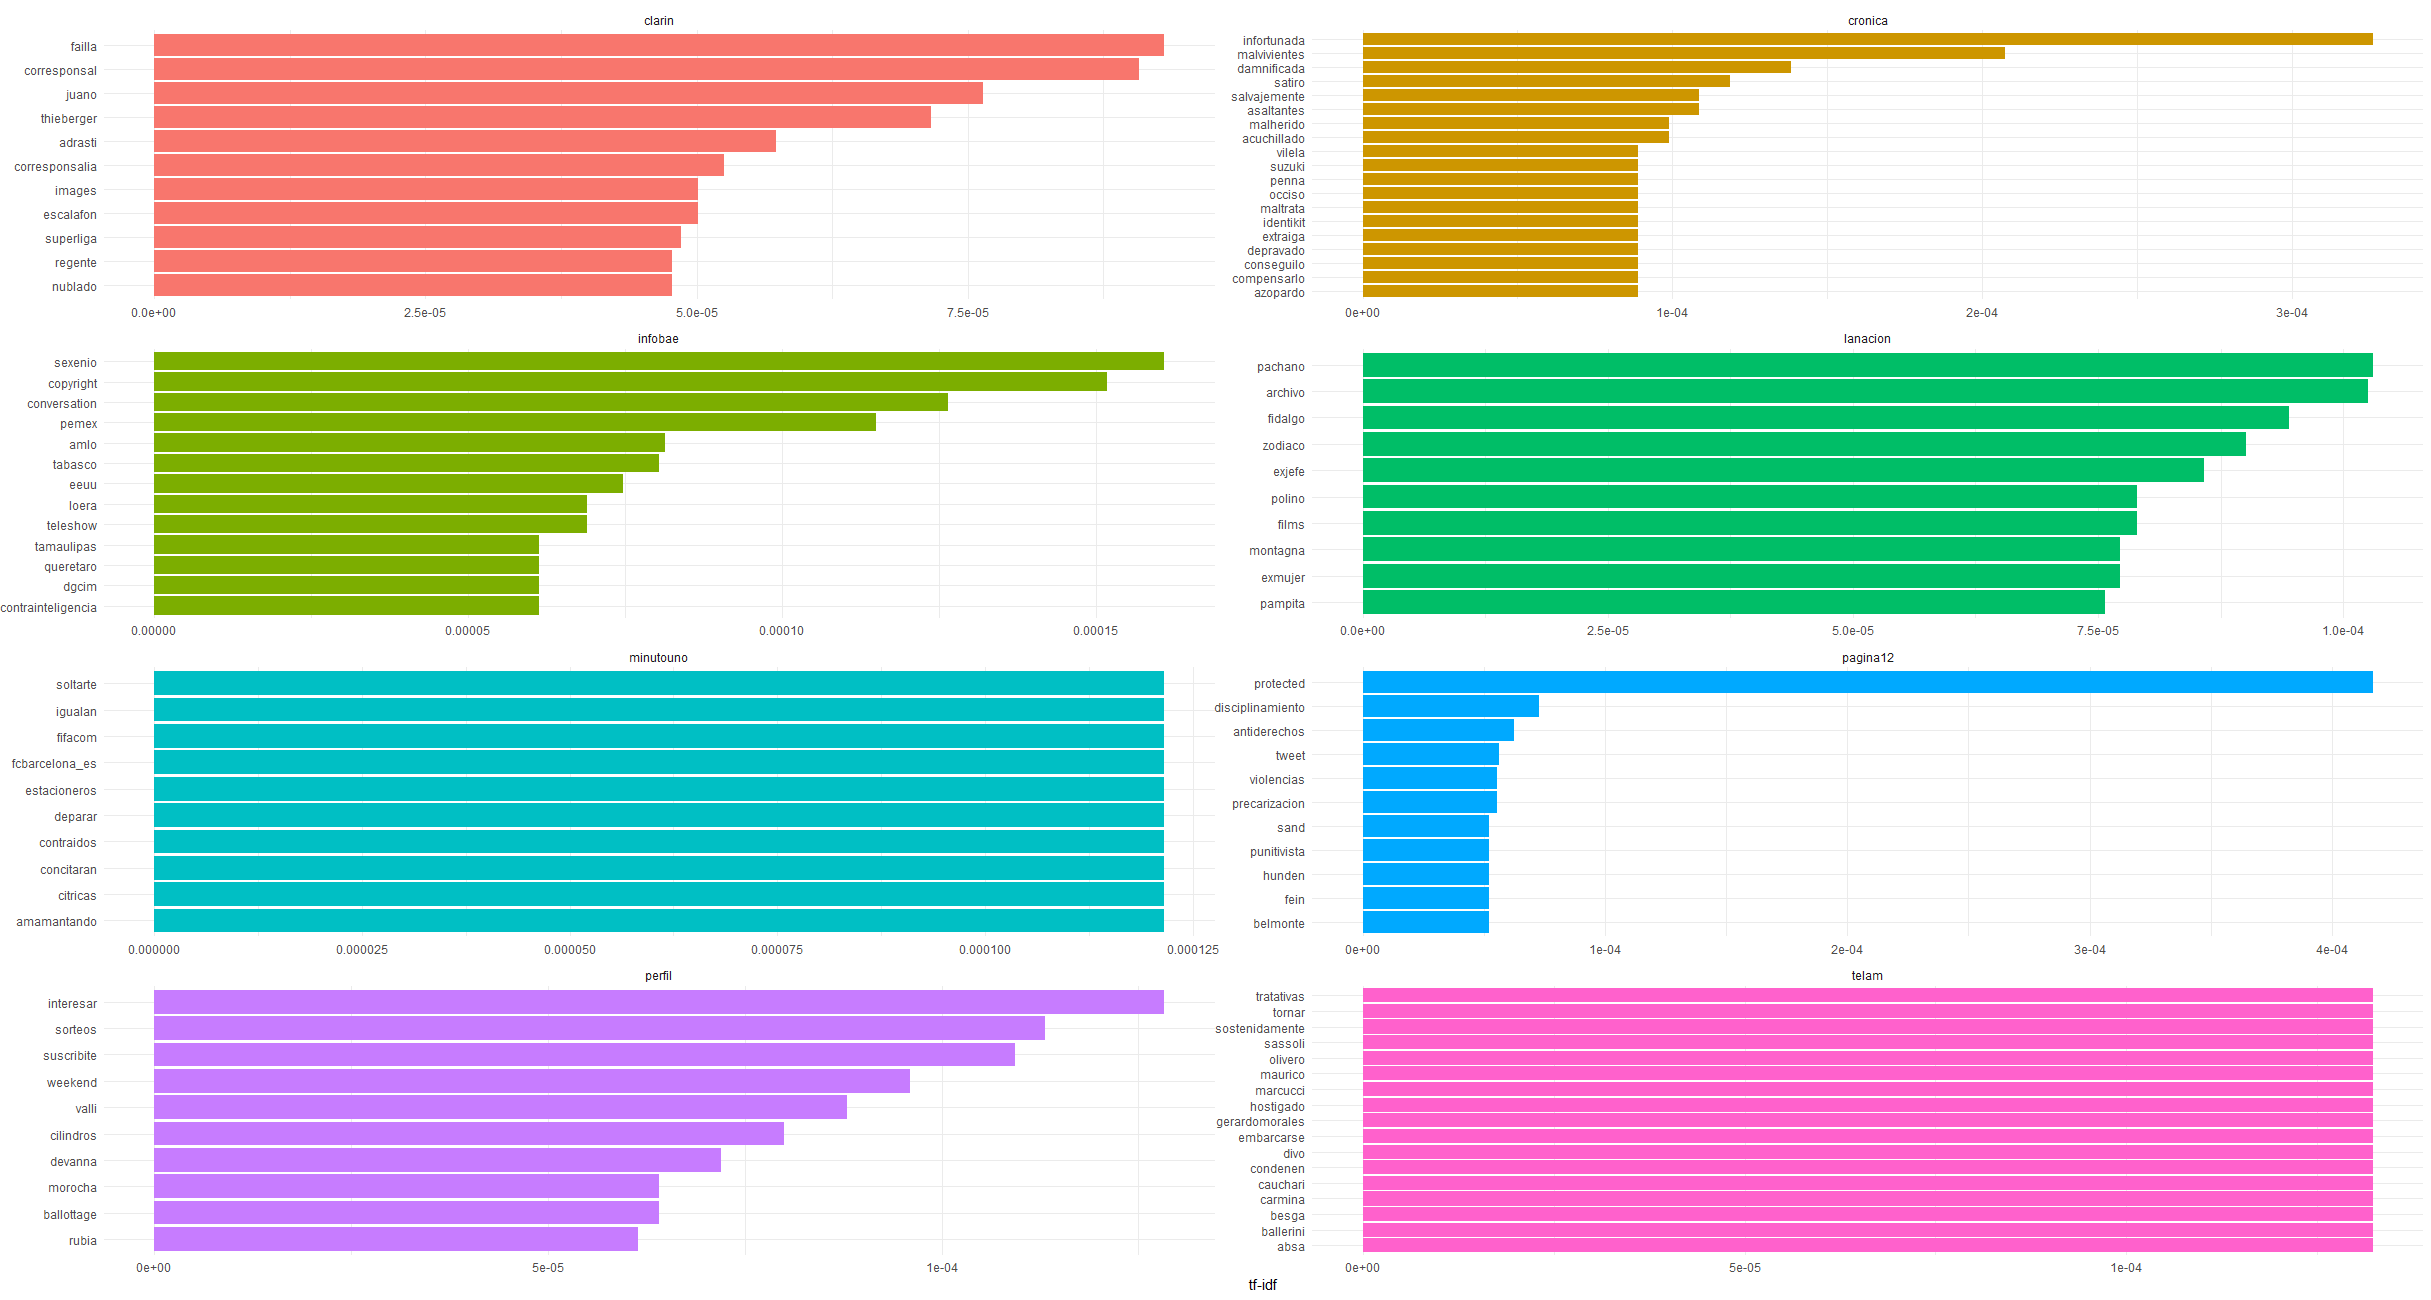 clarin
failla
corresponsal
juano
thieberger
adrasti
corresponsalia
images
escalafon
superliga
regente
nublado
0.0e+00 2.5e-05 5.0e-05 7.5e-05
cronica
infortunada
malvivientes
damnificada
satiro
salvajemente
asaltantes
malherido
acuchillado
vilela
suzuki
penna
occiso
maltrata
identikit
extraiga
depravado
conseguilo
compensarlo
azopardo
0e+00 1e-04 2e-04 3e-04
infobae
sexenio
copyright
conversation
pemex
amlo
tabasco
eeuu
loera
teleshow
tamaulipas
queretaro
dgcim
contrainteligencia
0.00000 0.00005 0.00010 0.00015
lanacion
pachano
archivo
fidalgo
zodiaco
exjefe
polino
films
montagna
exmujer
pampita
0.0e+00 2.5e-05 5.0e-05 7.5e-05 1.0e-04
minutouno
soltarte
igualan
fifacom
fcbarcelona_es
estacioneros
deparar
contraidos
concitaran
citricas
amamantando
0.000000 0.000025 0.000050 0.000075 0.000100 0.000125
pagina12
protected
disciplinamiento
antiderechos
tweet
violencias
precarizacion
sand
punitivista
hunden
fein
belmonte
0e+00 1e-04 2e-04 3e-04 4e-04
perfil
interesar
sorteos
suscribite
weekend
valli
cilindros
devanna
morocha
ballottage
rubia
0e+00 5e-05 1e-04
telam
tratativas
tornar
sostenidamente
sassoli
olivero
maurico
marcucci
hostigado
gerardomorales
embarcarse
divo
condenen
cauchari
carmina
besga
ballerini
absa
0e+00 5e-05 1e-04
tf-idf